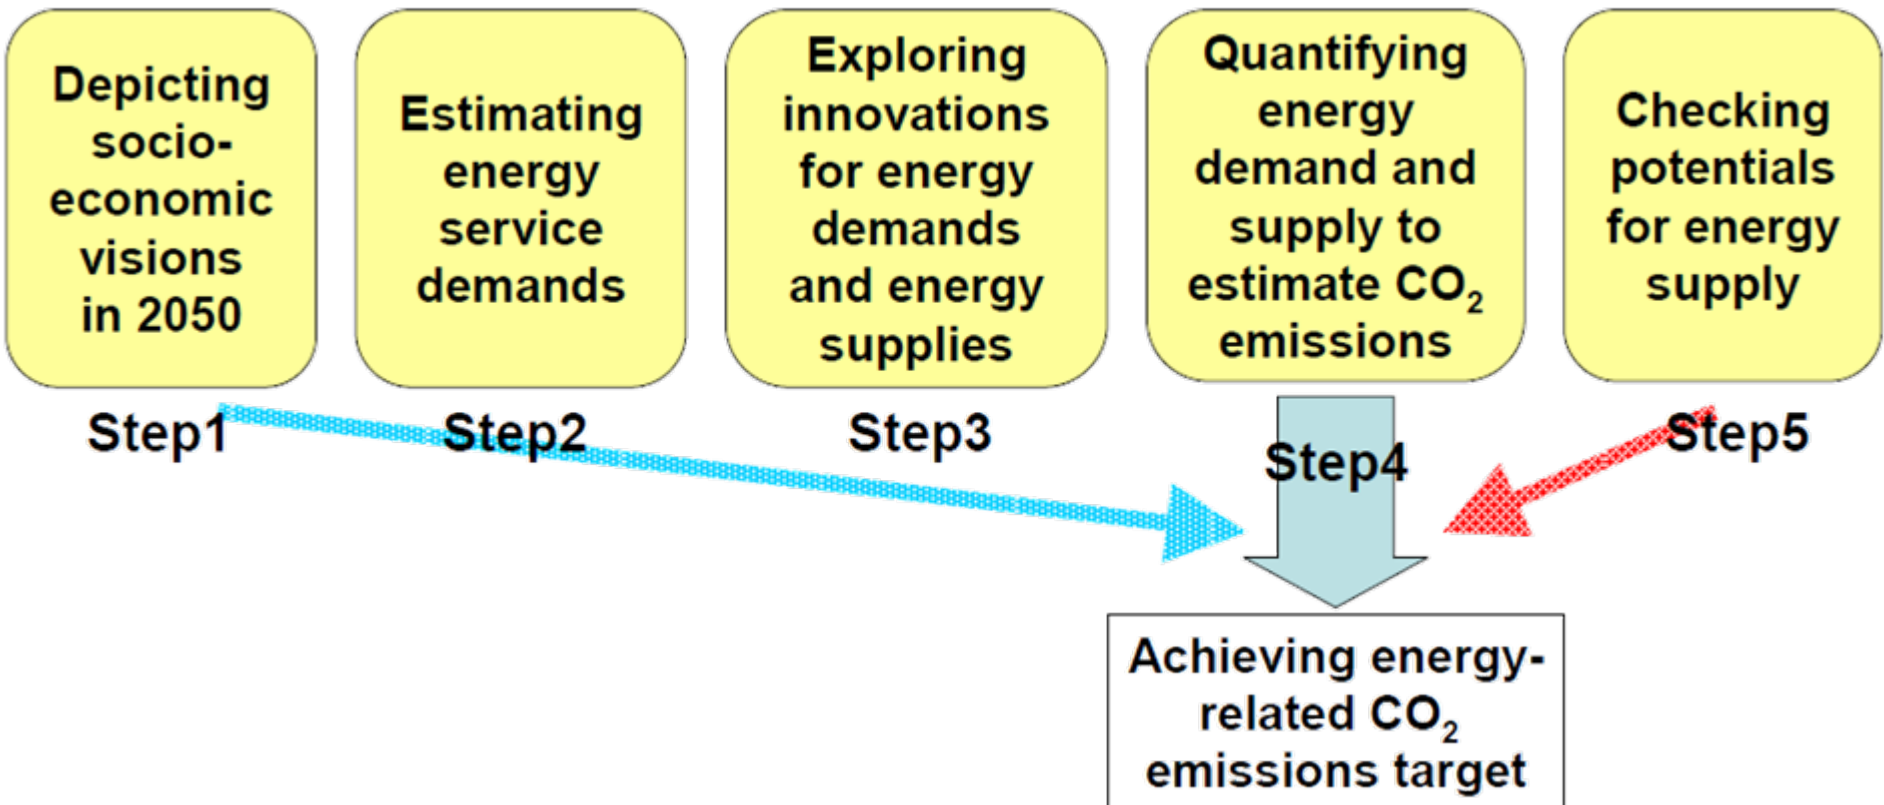 Depicting
socio-
economic
visions
in 2050
Estimating
energy
service
demands
Exploring
innovations
for energy
demands
and energy
supplies
Quantifying
energy
demand and
supply to
estimate CO₂
emissions
Checking
potentials
for energy
supply
Step1
Step2
Step3
Step4
Step5
Achieving energy-
related CO₂
emissions target